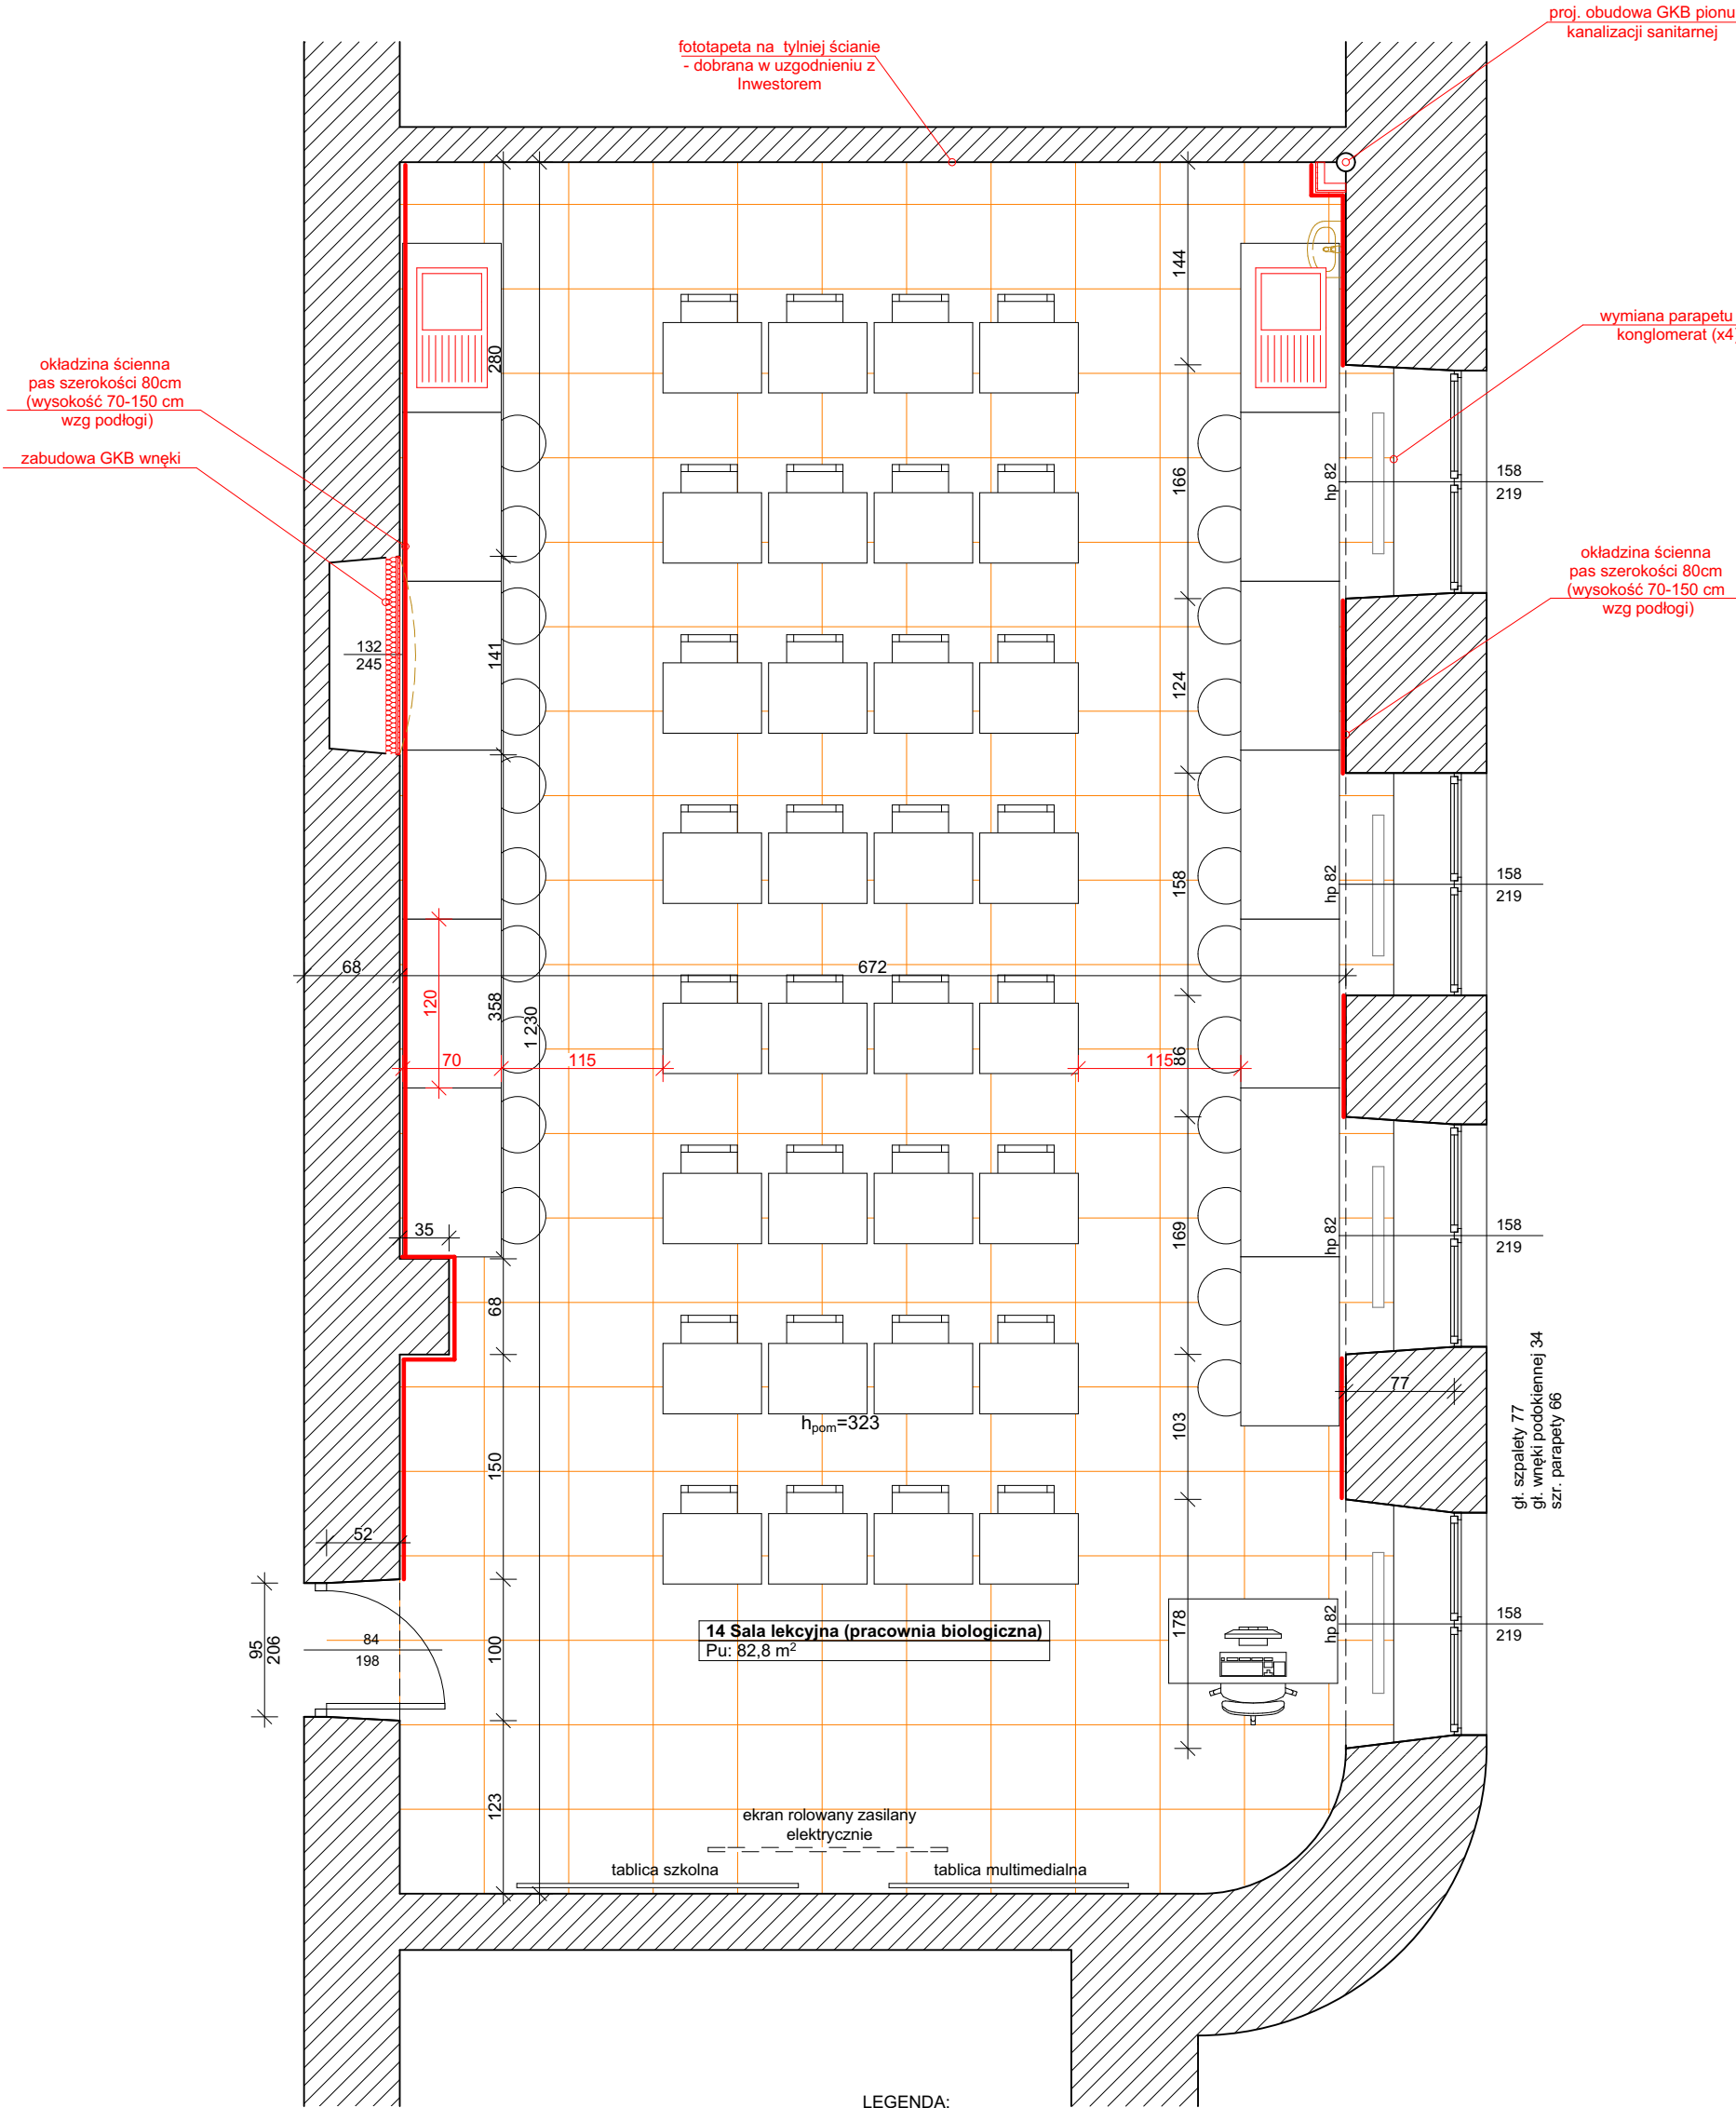 proj. obudowa GKB pionu
kanalizacji sanitarnej
fototapeta na tylniej ścianie
- dobrana w uzgodnieniu z
Inwestorem
wymiana parapetu
konglomerat (x4)
okładzina ścienna
pas szerokości 80cm
(wysokość 70-150 cm
wzg podłogi)
zabudowa GKB wnęki
okładzina ścienna
pas szerokości 80cm
(wysokość 70-150 cm
wzg podłogi)
144
280
166
hp 82
158
219
132
245
141
124
158
hp 82
158
219
68
672
120
358
1 230
70
115
115
86
35
169
hp 82
158
219
68
77
h pom=323
150
103
gł. szpalety 77
gł. wnęki podokiennej 34
szr. parapety 66
52
95
206
84
198
100
14 Sala lekcyjna (pracownia biologiczna)
Pu: 82,8 m²
178
hp 82
158
219
123
ekran rolowany zasilany
elektrycznie
tablica szkolna
tablica multimedialna
LEGENDA: